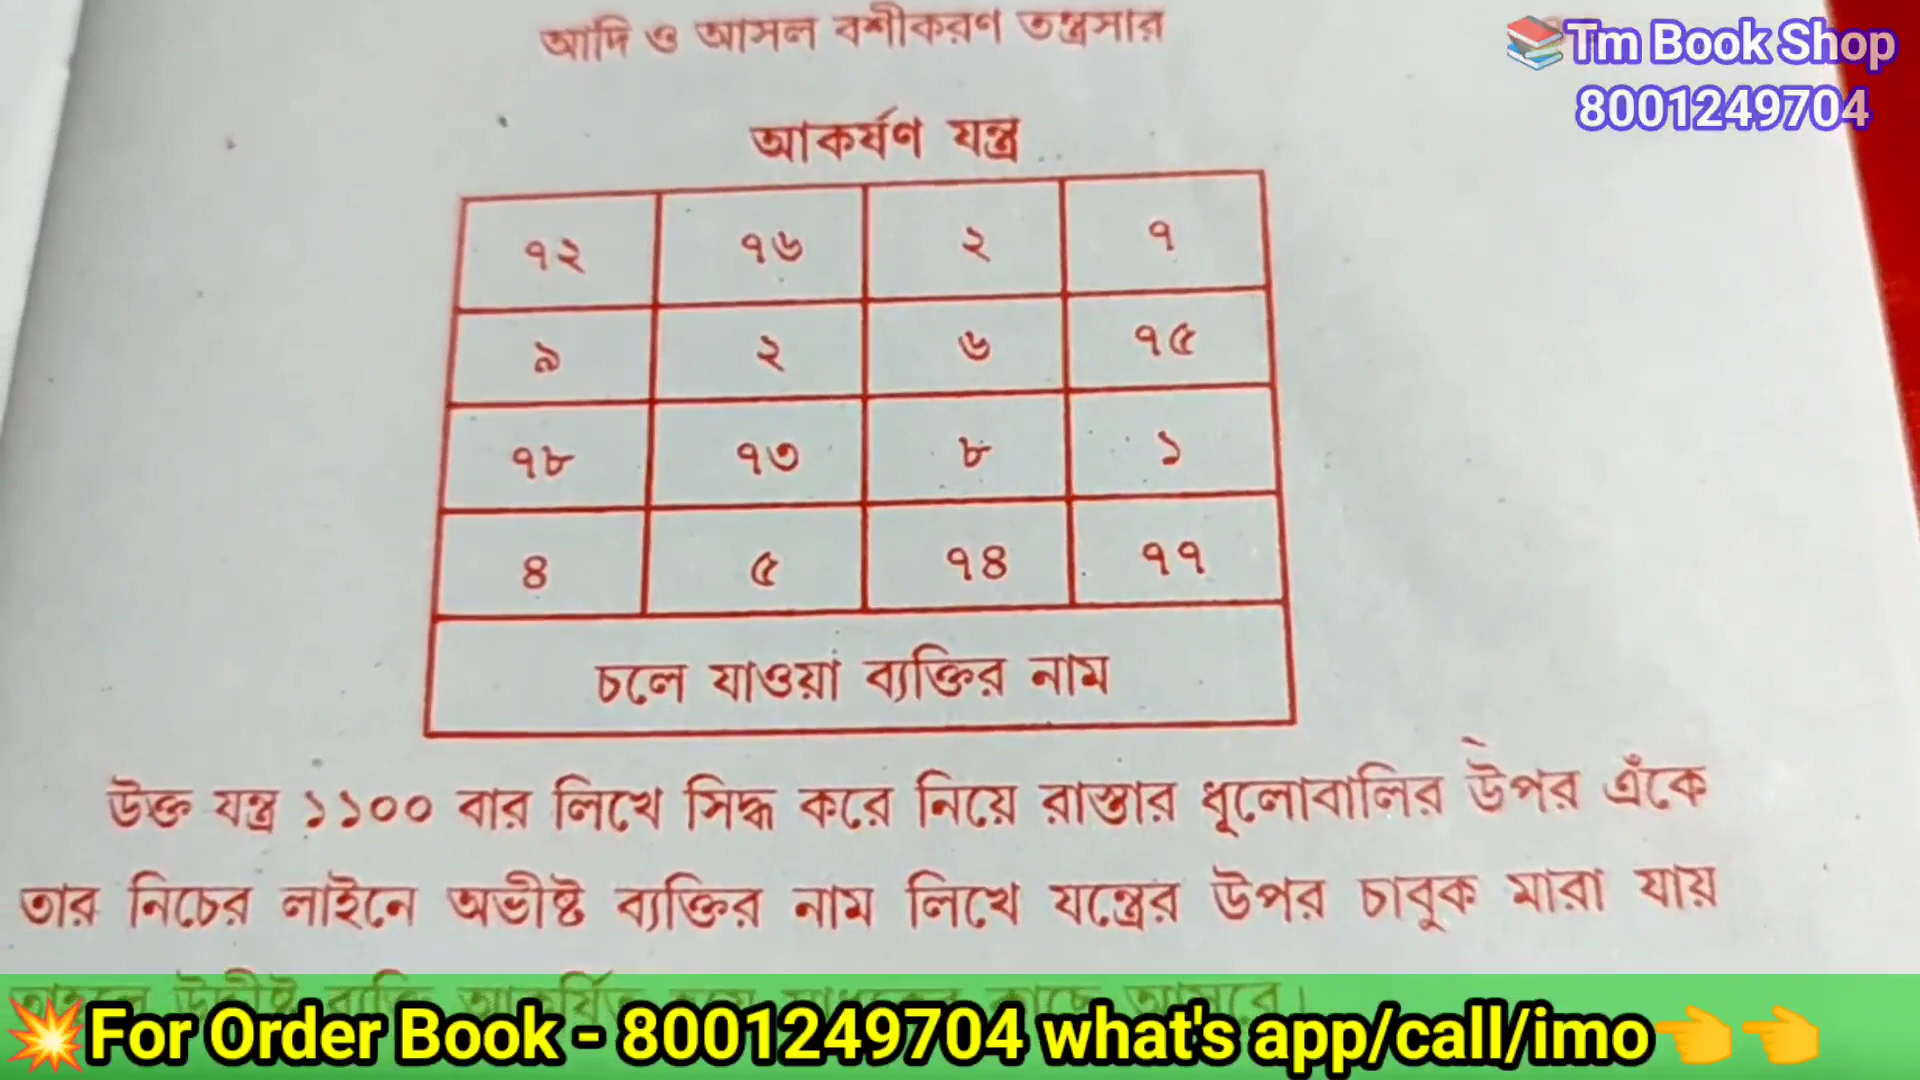 আদি ও আসল বশীকরণ তন্ত্রসার
📚Tm Book Shop
8001249704
আকর্ষণ যন্ত্র
৭২ ৭৬ ২ ৭
৯ ২ ৬ ৭৫
৭৮ ৭৩ ৮ ১
৪ ৫ ৭৪ ৭৭
চলে যাওয়া ব্যক্তির নাম
উক্ত যন্ত্র ১১০০ বার লিখে সিদ্ধ করে নিয়ে রাস্তার ধূলোবালির উপর এঁকে
তার নিচের লাইনে অভীষ্ট ব্যক্তির নাম লিখে যন্ত্রের উপর চাবুক মারা যায়
💥For Order Book - 8001249704 what's app/call/imo👈👈